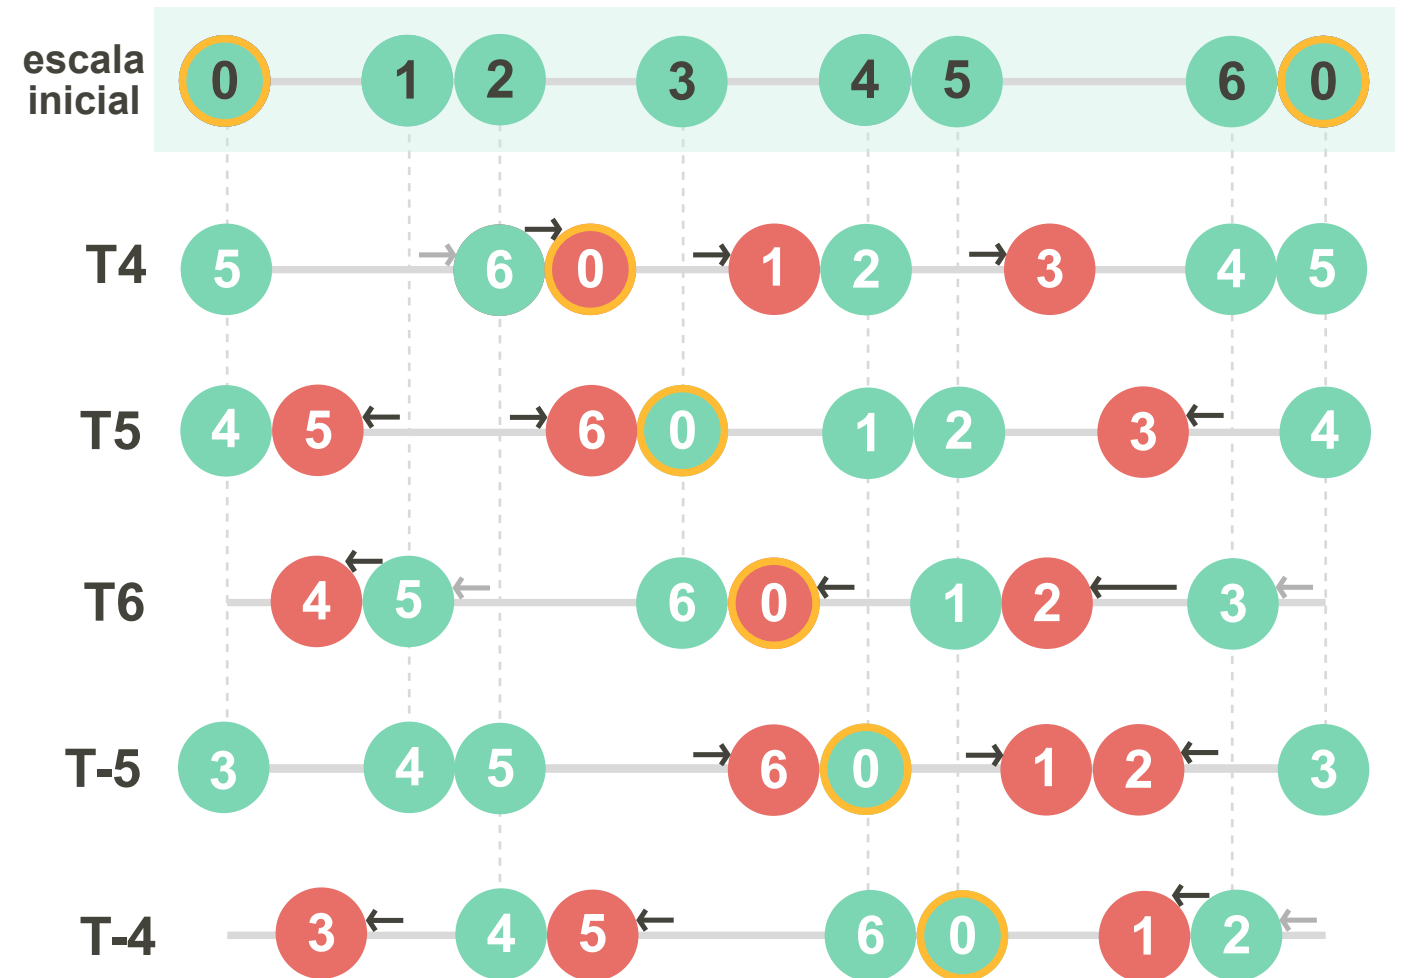 escala
inicial
0 1 2 3 4 5 6 0
T4 5 6 0 1 2 3 4 5
T5 4 5 6 0 1 2 3 4
T6 4 5 6 0 1 2 3
T-5 3 4 5 6 0 1 2 3
T-4 3 4 5 6 0 1 2